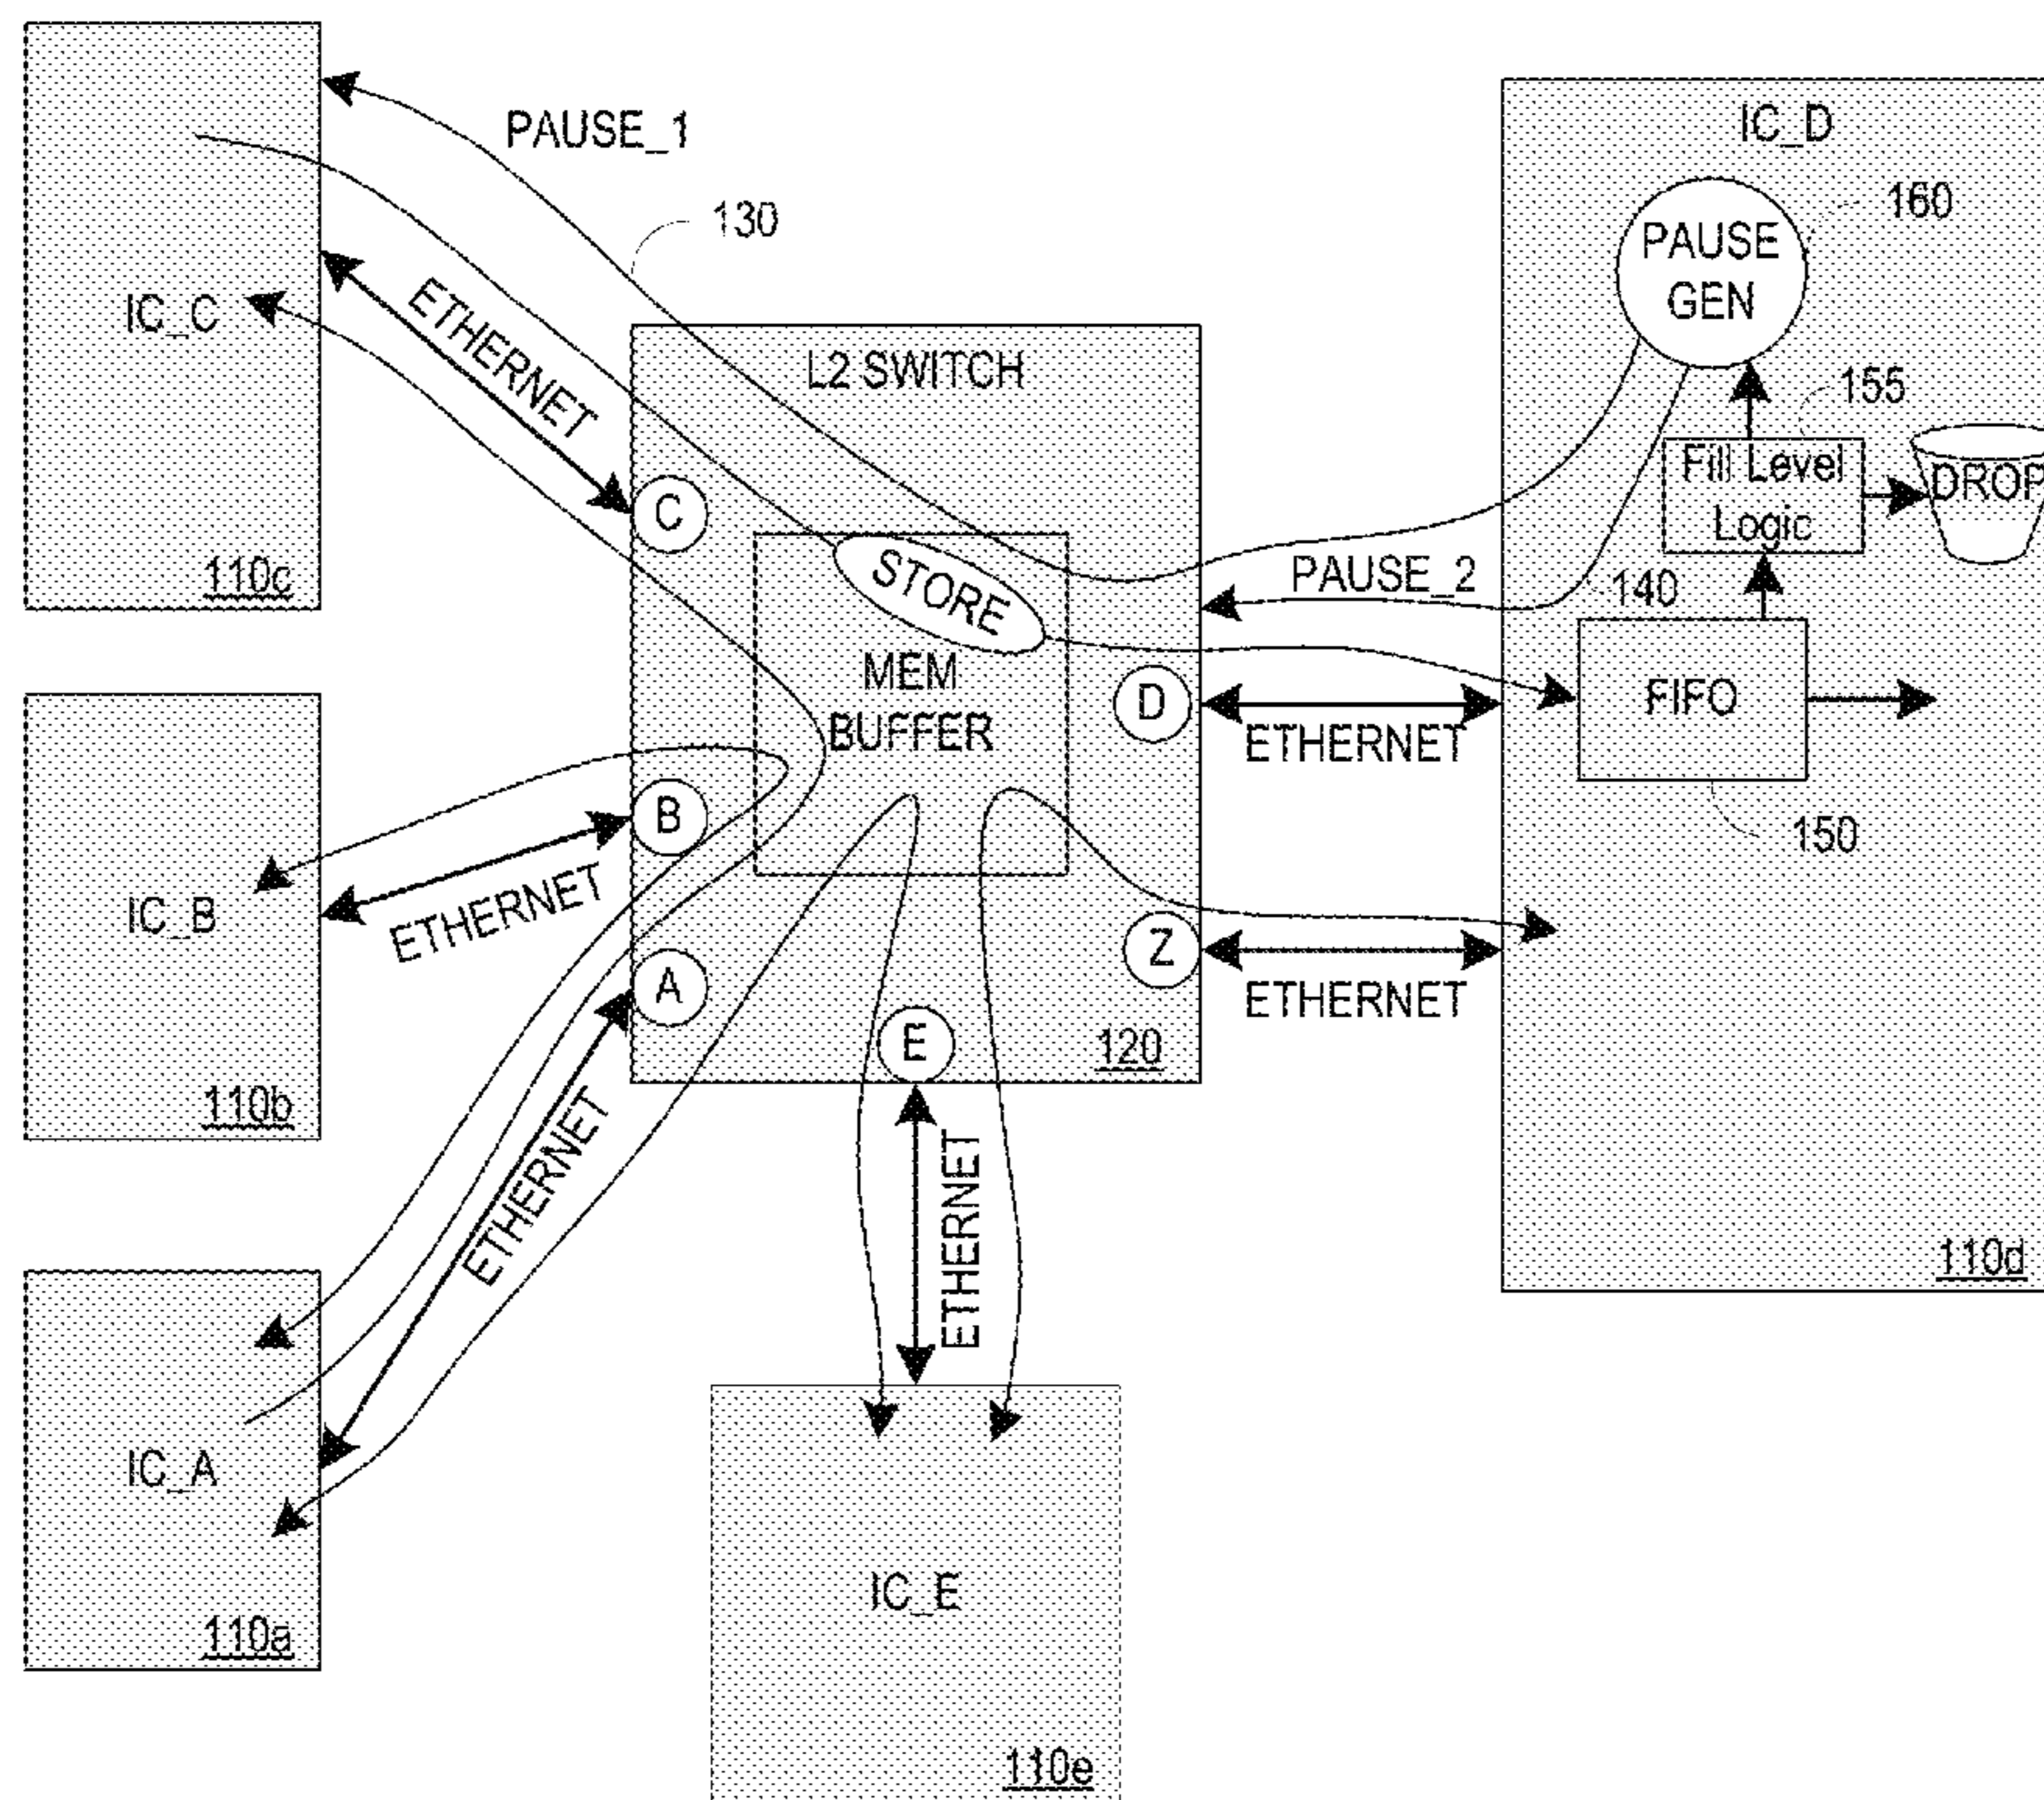 PAUSE_1
130
IC_C
ETHERNET
110c
L2 SWITCH
C
STORE
MEM
BUFFER
D
B
A
Z
E
120
IC_B
ETHERNET
110b
ETHERNET
IC_A
110a
ETHERNET
IC_E
110e
IC_D
PAUSE
GEN
160
155
Fill Level
Logic
DROP
PAUSE_2
140
FIFO
150
ETHERNET
ETHERNET
110d